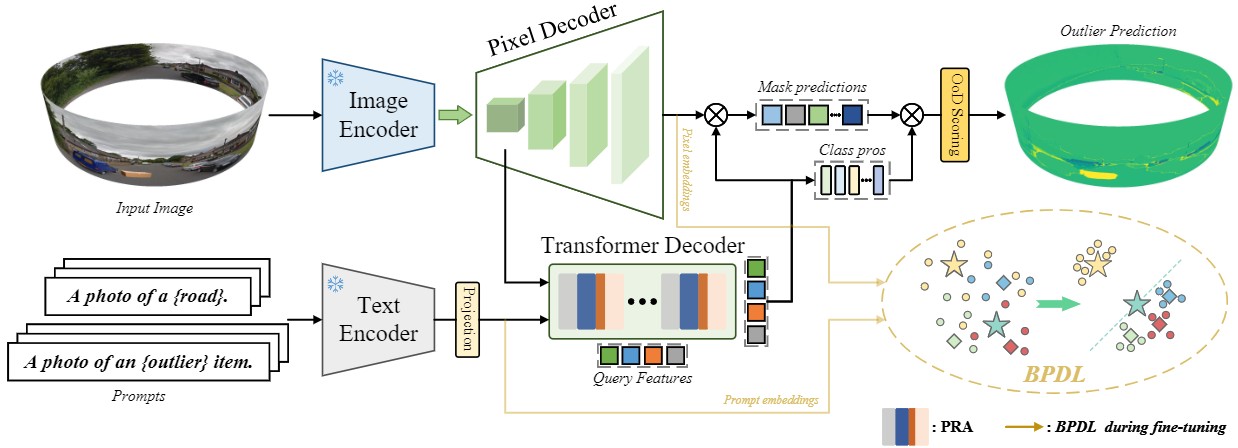 Pixel Decoder
Outlier Prediction
Image
Encoder
Mask predictions
OoD Scoring
Class pros
Pixel embeddings
Input Image
Transformer Decoder
A photo of a {road}.
Text
Encoder
Projection
A photo of an {outlier} item.
Query Features
BPDL
Prompts
Prompt embeddings
: PRA
: BPDL during fine-tuning